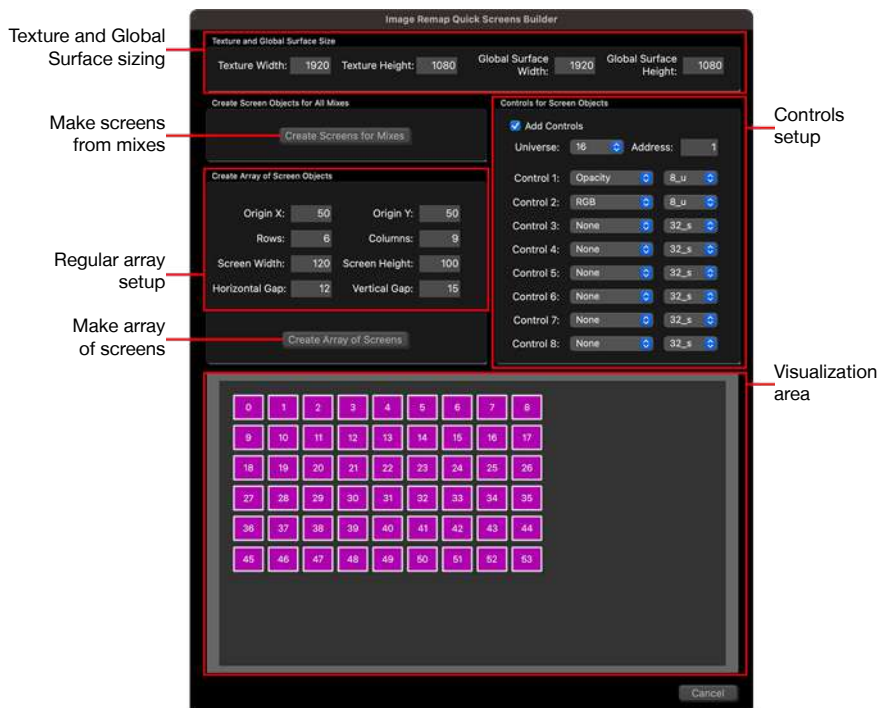 Image Remap Quick Screens Builder
Texture and Global
Surface sizing
Texture and Global Surface Size
Texture Width: 1920 Texture Height: 1080 Global Surface Width: 1920 Global Surface Height: 1080
Make screens
from mixes
Create Screen Objects for All Mixes
Create Screens for Mixes
Regular array
setup
Create Array of Screen Objects
Origin X: 50 Origin Y: 50
Rows: 6 Columns: 9
Screen Width: 120 Screen Height: 100
Horizontal Gap: 12 Vertical Gap: 15
Make array
of screens
Create Array of Screens
Controls
setup
Controls for Screen Objects
Add Controls
Universe: 16 Address: 1
Control 1: Opacity 8_u
Control 2: RGB 8_u
Control 3: None 32_s
Control 4: None 32_s
Control 5: None 32_s
Control 6: None 32_s
Control 7: None 32_s
Control 8: None 32_s
Visualization
area
0 1 2 3 4 5 6 7 8
9 10 11 12 13 14 15 16 17
18 19 20 21 22 23 24 25 26
27 28 29 30 31 32 33 34 35
36 37 38 39 40 41 42 43 44
45 46 47 48 49 50 51 52 53
Cancel